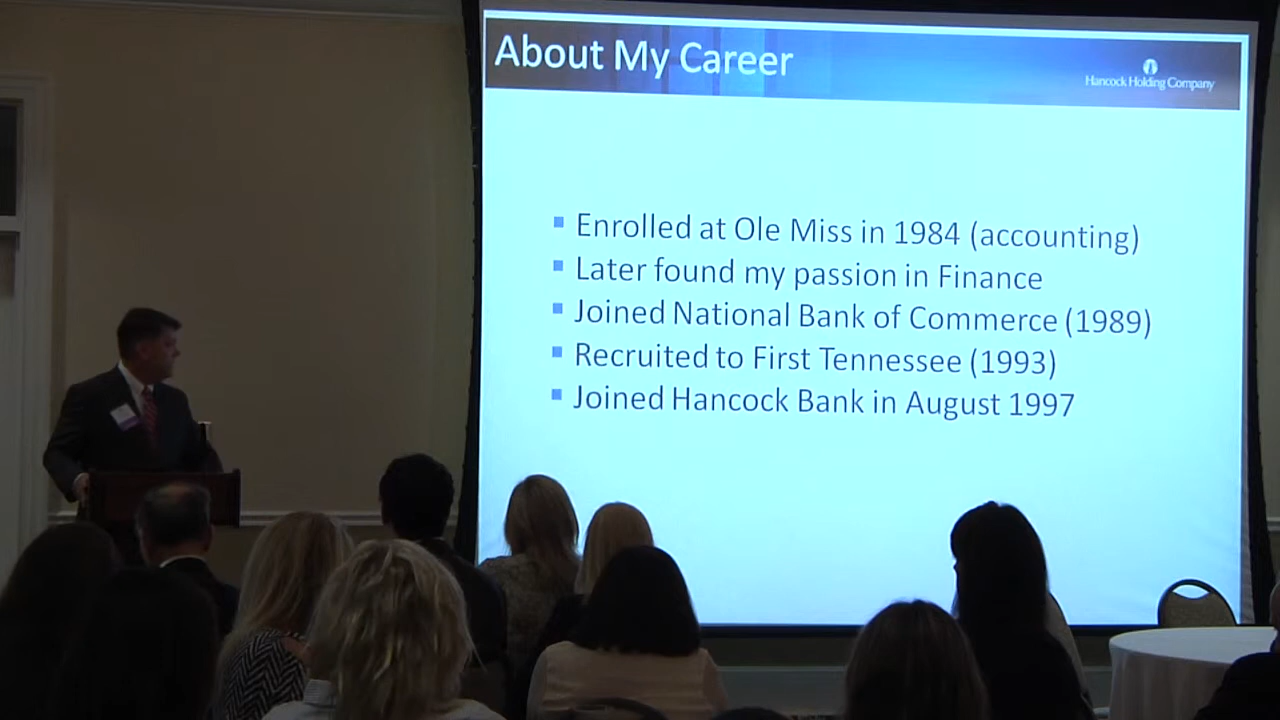 About My Career
Hancock Holding Company
Enrolled at Ole Miss in 1984 (accounting)
Later found my passion in Finance
Joined National Bank of Commerce (1989)
Recruited to First Tennessee (1993)
Joined Hancock Bank in August 1997